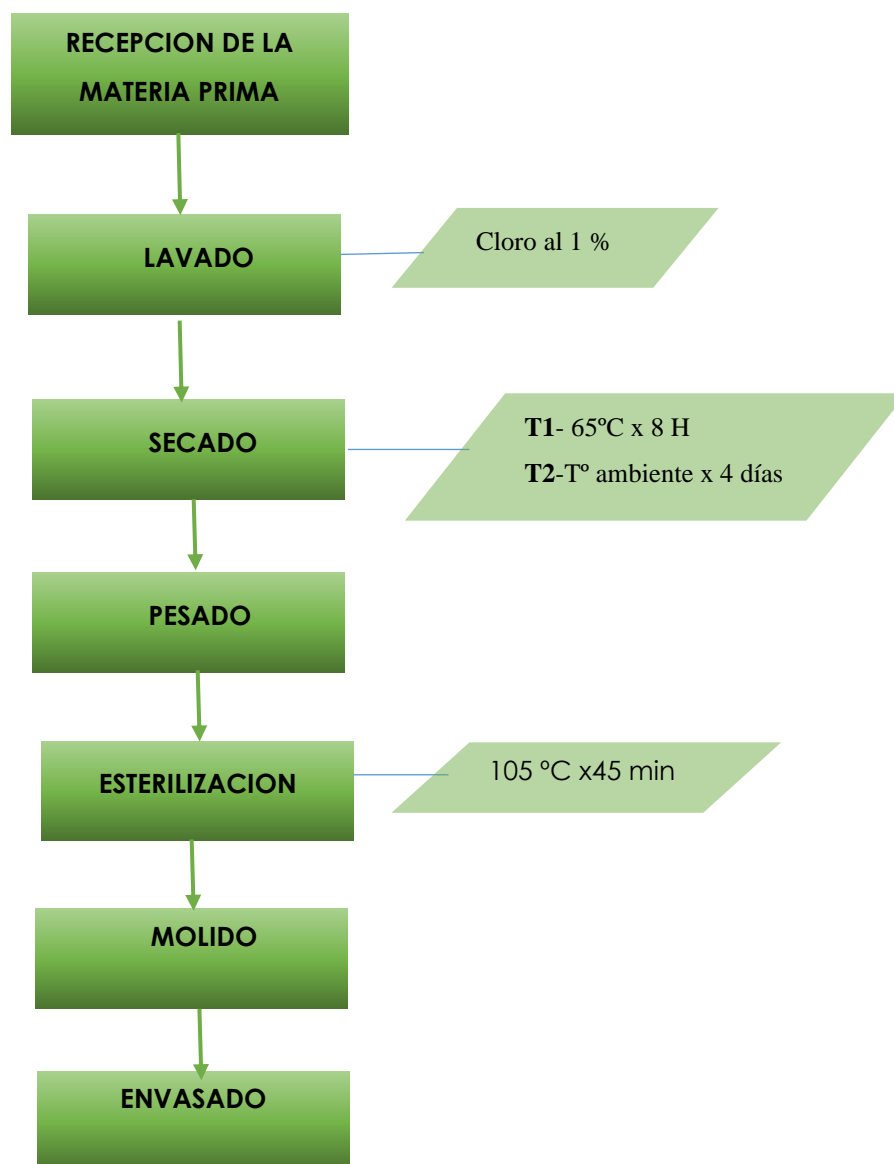 RECEPCION DE LA
MATERIA PRIMA
LAVADO
Cloro al 1 %
SECADO
T1- 65ºC x 8 H
T2-Tº ambiente x 4 días
PESADO
ESTERILIZACION
105 ºC x45 min
MOLIDO
ENVASADO